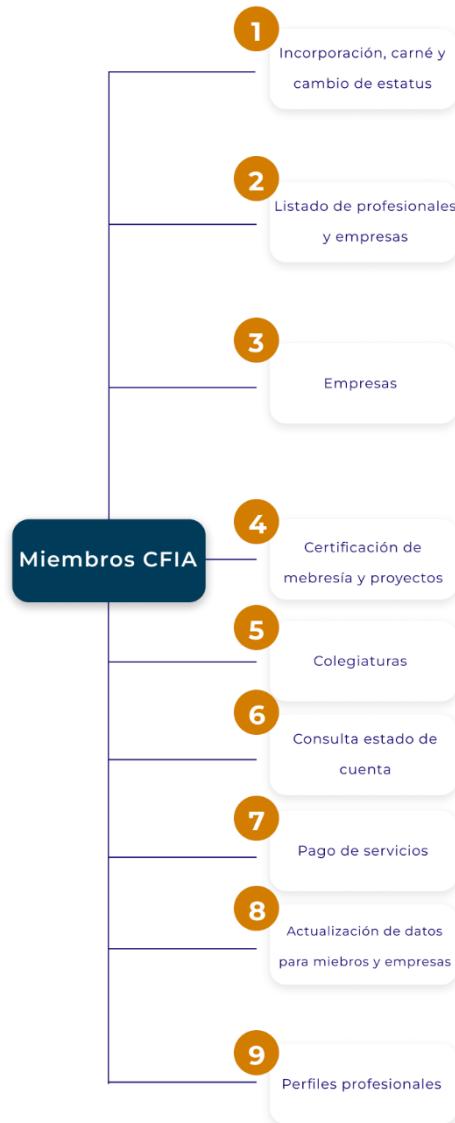 1
Incorporación, carné y
cambio de estatus
2
Listado de profesionales
y empresas
3
Empresas
Miembros CFIA
4
Certificación de
mebresía y proyectos
5
Colegiaturas
6
Consulta estado de
cuenta
7
Pago de servicios
8
Actualización de datos
para miebros y empresas
9
Perfiles profesionales